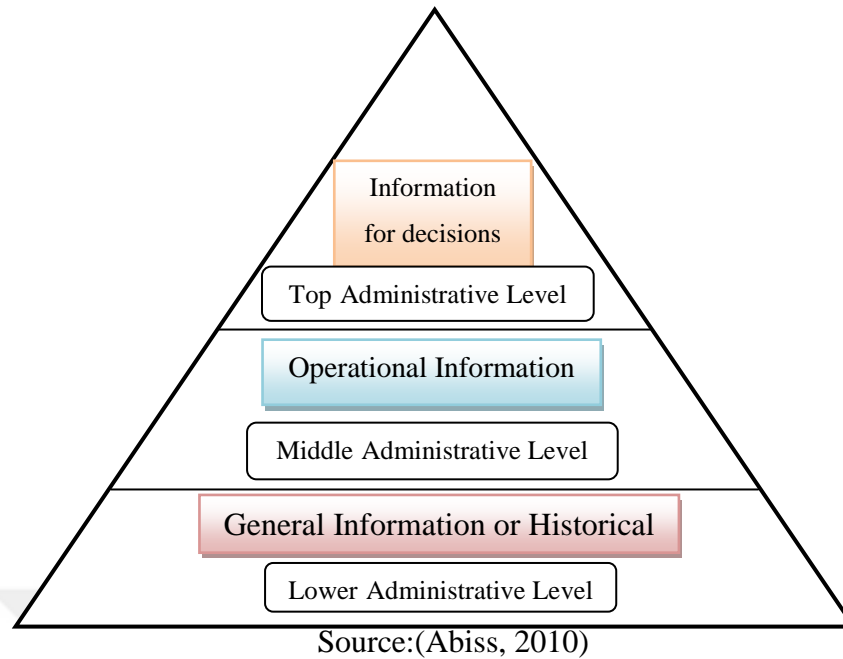 Information
for decisions
Top Administrative Level
Operational Information
Middle Administrative Level
General Information or Historical
Lower Administrative Level
Source:(Abiss, 2010)